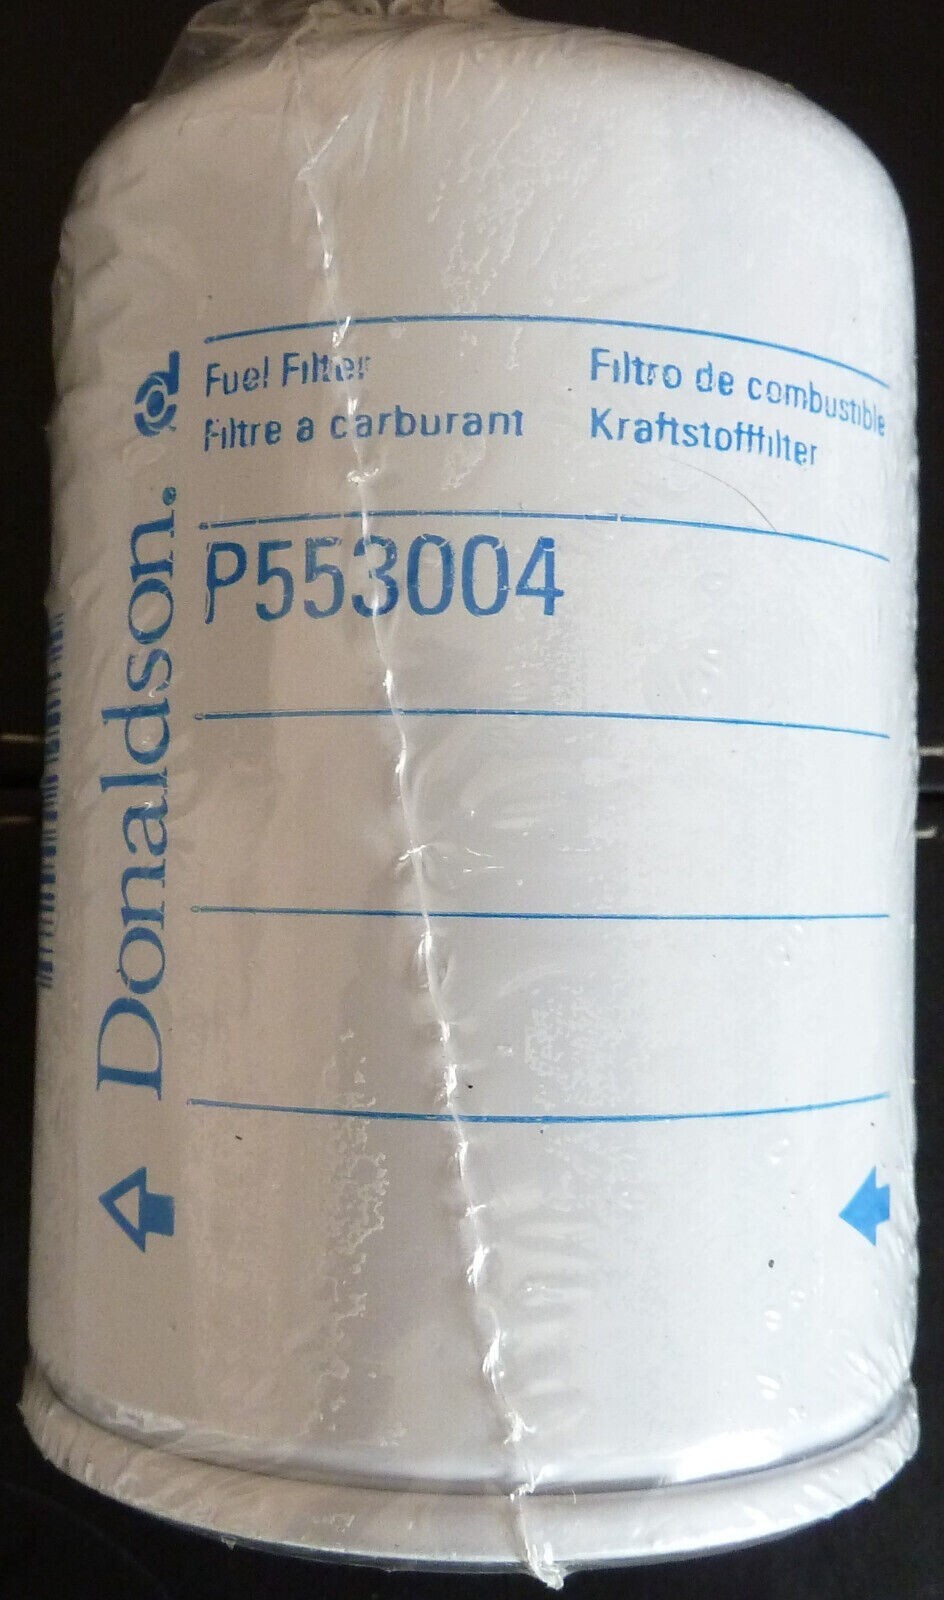 Donaldson.
Fuel Filter
Filtre a carburant
Filtro de combustible
Kraftstofffilter
P553004